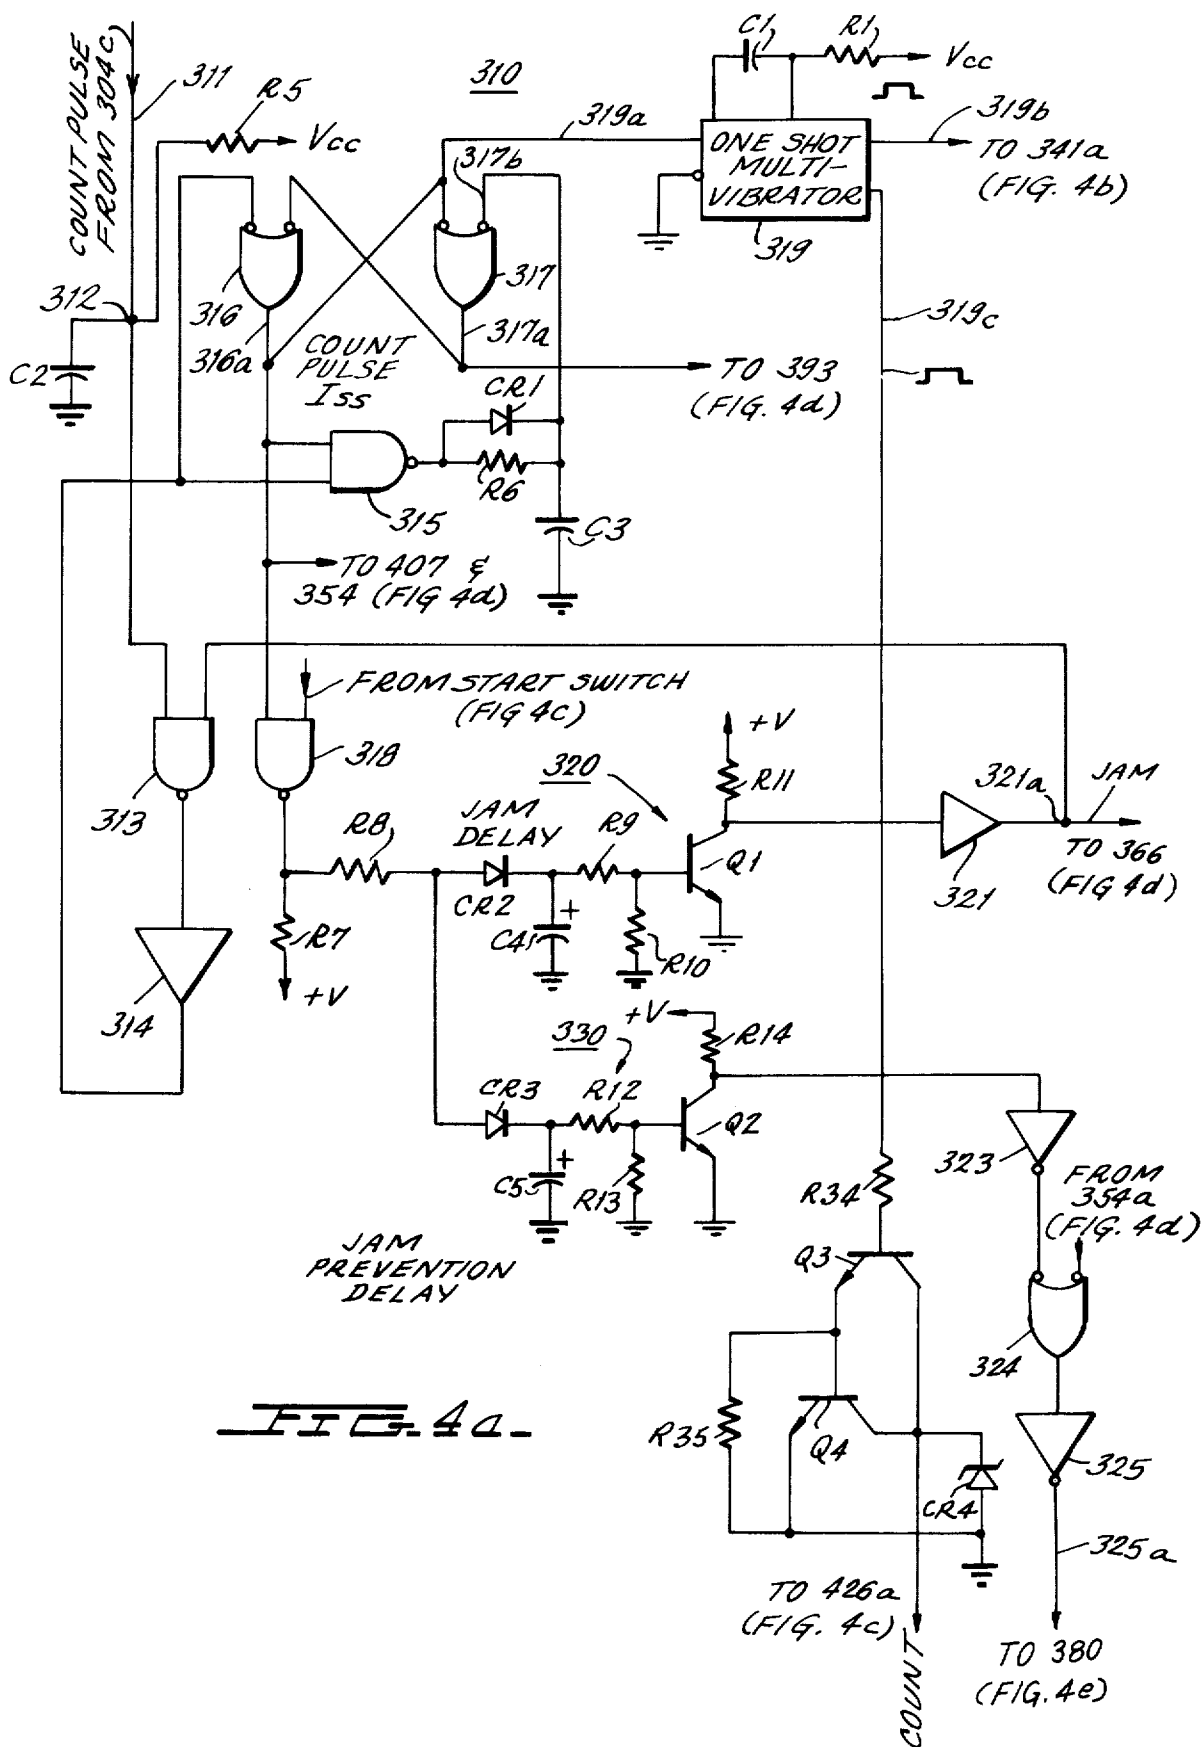 COUNT PULSE
FROM 304c
311
R5
Vcc
310
C1
R1
Vcc
319a
319b
TO 341a
(FIG. 4b)
ONE SHOT
MULTI-
VIBRATOR
319
317b
312
316
316a
317
317a
319c
C2
COUNT
PULSE
Iss
TO 393
(FIG. 4d)
CR1
R6
315
C3
TO 407 &
354 (FIG 4d)
FROM START SWITCH
(FIG 4c)
313
318
320
+V
R11
321a
JAM
R8
JAM
DELAY
R9
Q1
TO 366
(FIG 4d)
321
CR2
C4
+
R10
R7
+V
314
330
+V
R14
CR3
R12
Q2
323
FROM
354a
(FIG. 4d)
C5
+
R13
R34
JAM
PREVENTION
DELAY
Q3
324
FIG. 4a
R35
Q4
CR4
325
325a
TO 426a
(FIG. 4c)
COUNT
TO 380
(FIG. 4e)